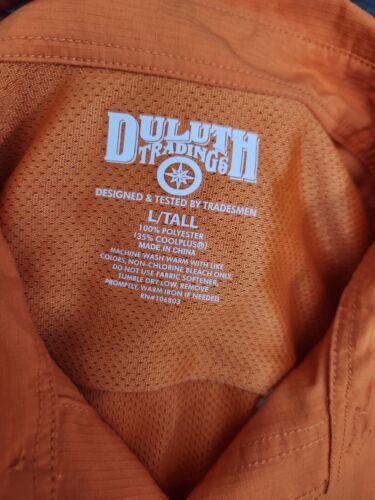 DULUTH
TRADING Co
DESIGNED & TESTED BY TRADESMEN
L/TALL
100% POLYESTER
(35% COOLPLUS®)
MADE IN CHINA
MACHINE WASH WARM WITH LIKE
COLORS, NON-CHLORINE BLEACH ONLY
DO NOT USE FABRIC SOFTENER,
TUMBLE DRY LOW, REMOVE
PROMPTLY, WARM IRON IF NEEDED
RN#106803